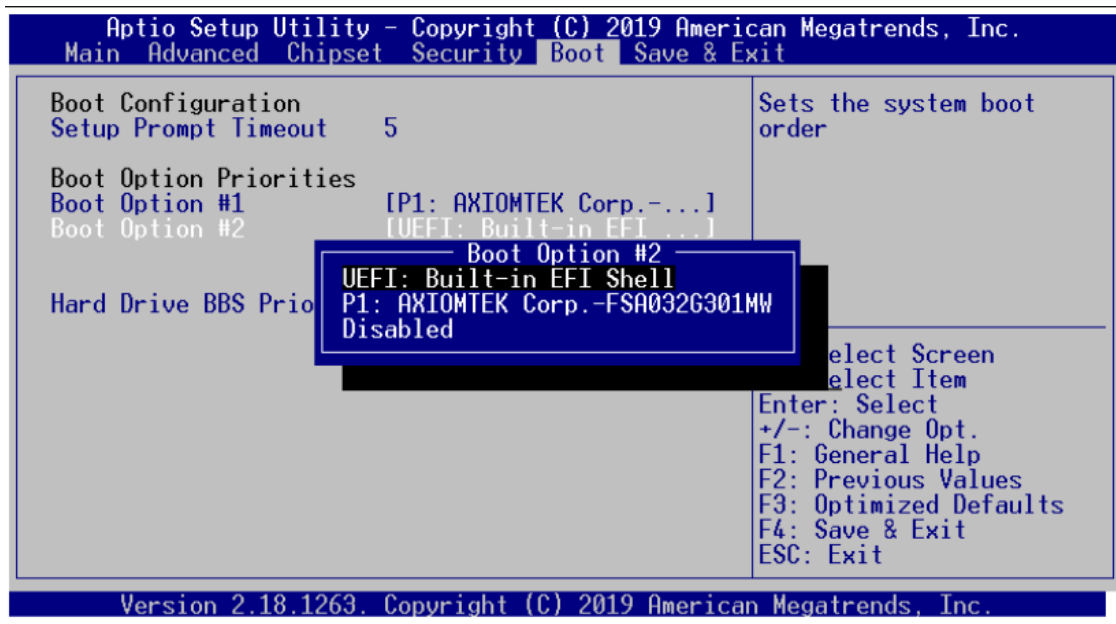 Aptio Setup Utility – Copyright (C) 2019 American Megatrends, Inc.
Main Advanced Chipset Security Boot Save & Exit
Boot Configuration
Setup Prompt Timeout 5
Boot Option Priorities
Boot Option #1 [P1: AXIOMTEK Corp.-...]
Boot Option #2 [UEFI: Built-in EFI ...]
Hard Drive BBS Prio
Boot Option #2
UEFI: Built-in EFI Shell
P1: AXIOMTEK Corp.-FSA032G301MW
Disabled
Sets the system boot
order
elect Screen
elect Item
Enter: Select
+/-: Change Opt.
F1: General Help
F2: Previous Values
F3: Optimized Defaults
F4: Save & Exit
ESC: Exit
Version 2.18.1263. Copyright (C) 2019 American Megatrends, Inc.